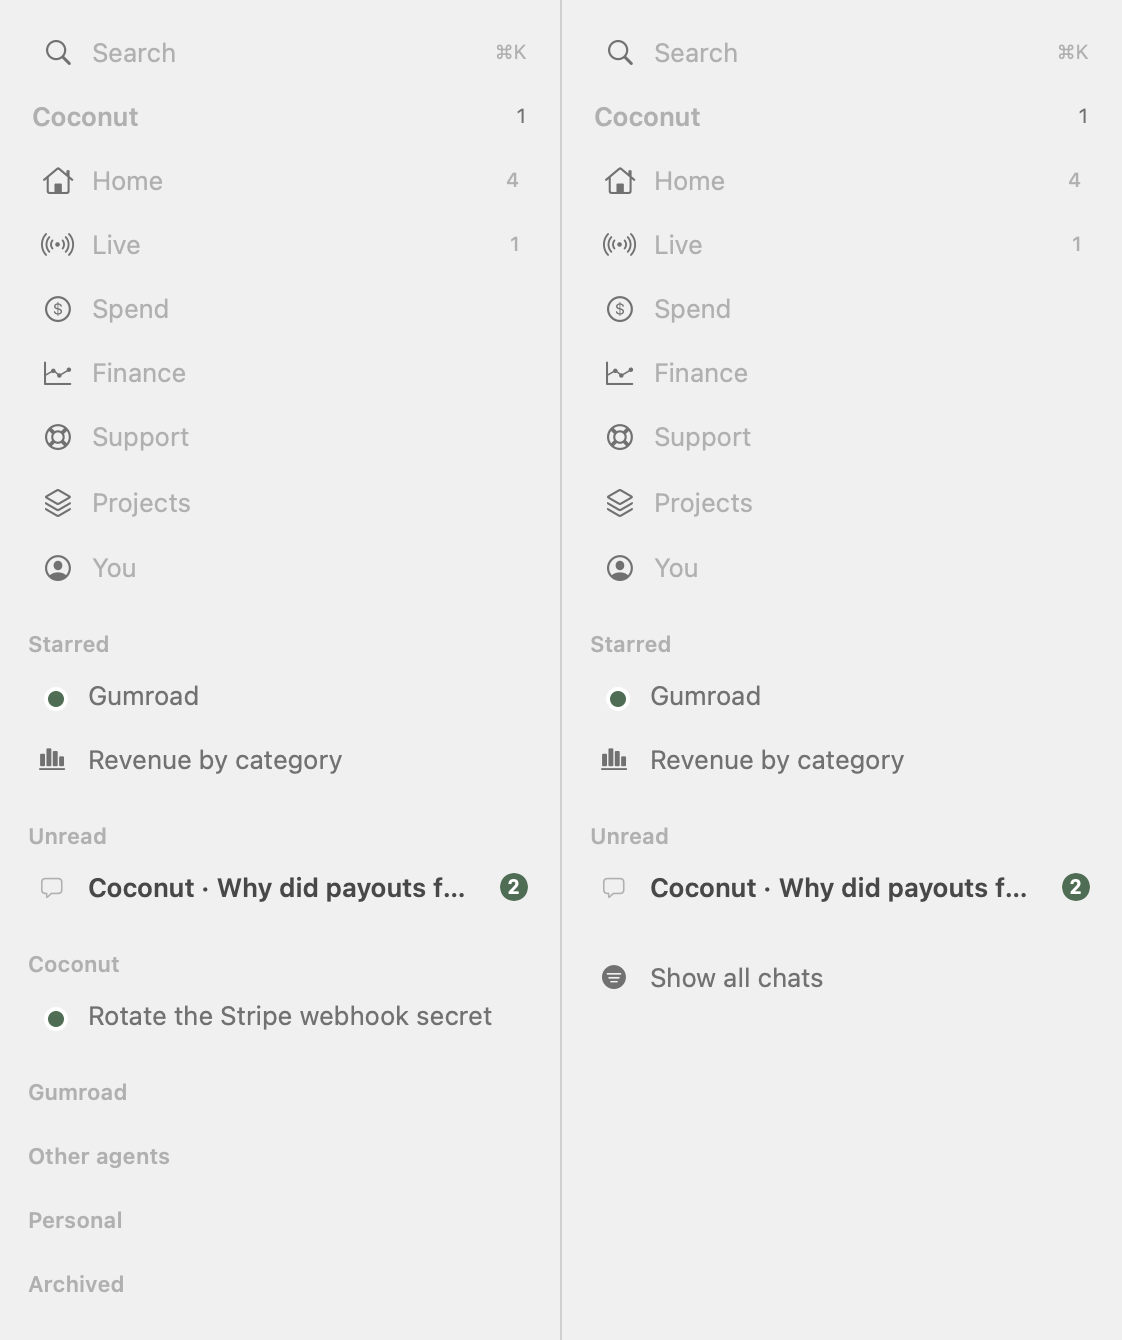 Search ⌘K
Coconut 1
Home 4
Live 1
Spend
Finance
Support
Projects
You
Starred
Gumroad
Revenue by category
Unread
Coconut · Why did payouts f... 2
Coconut
Rotate the Stripe webhook secret
Gumroad
Other agents
Personal
Archived
Search ⌘K
Coconut 1
Home 4
Live 1
Spend
Finance
Support
Projects
You
Starred
Gumroad
Revenue by category
Unread
Coconut · Why did payouts f... 2
Show all chats